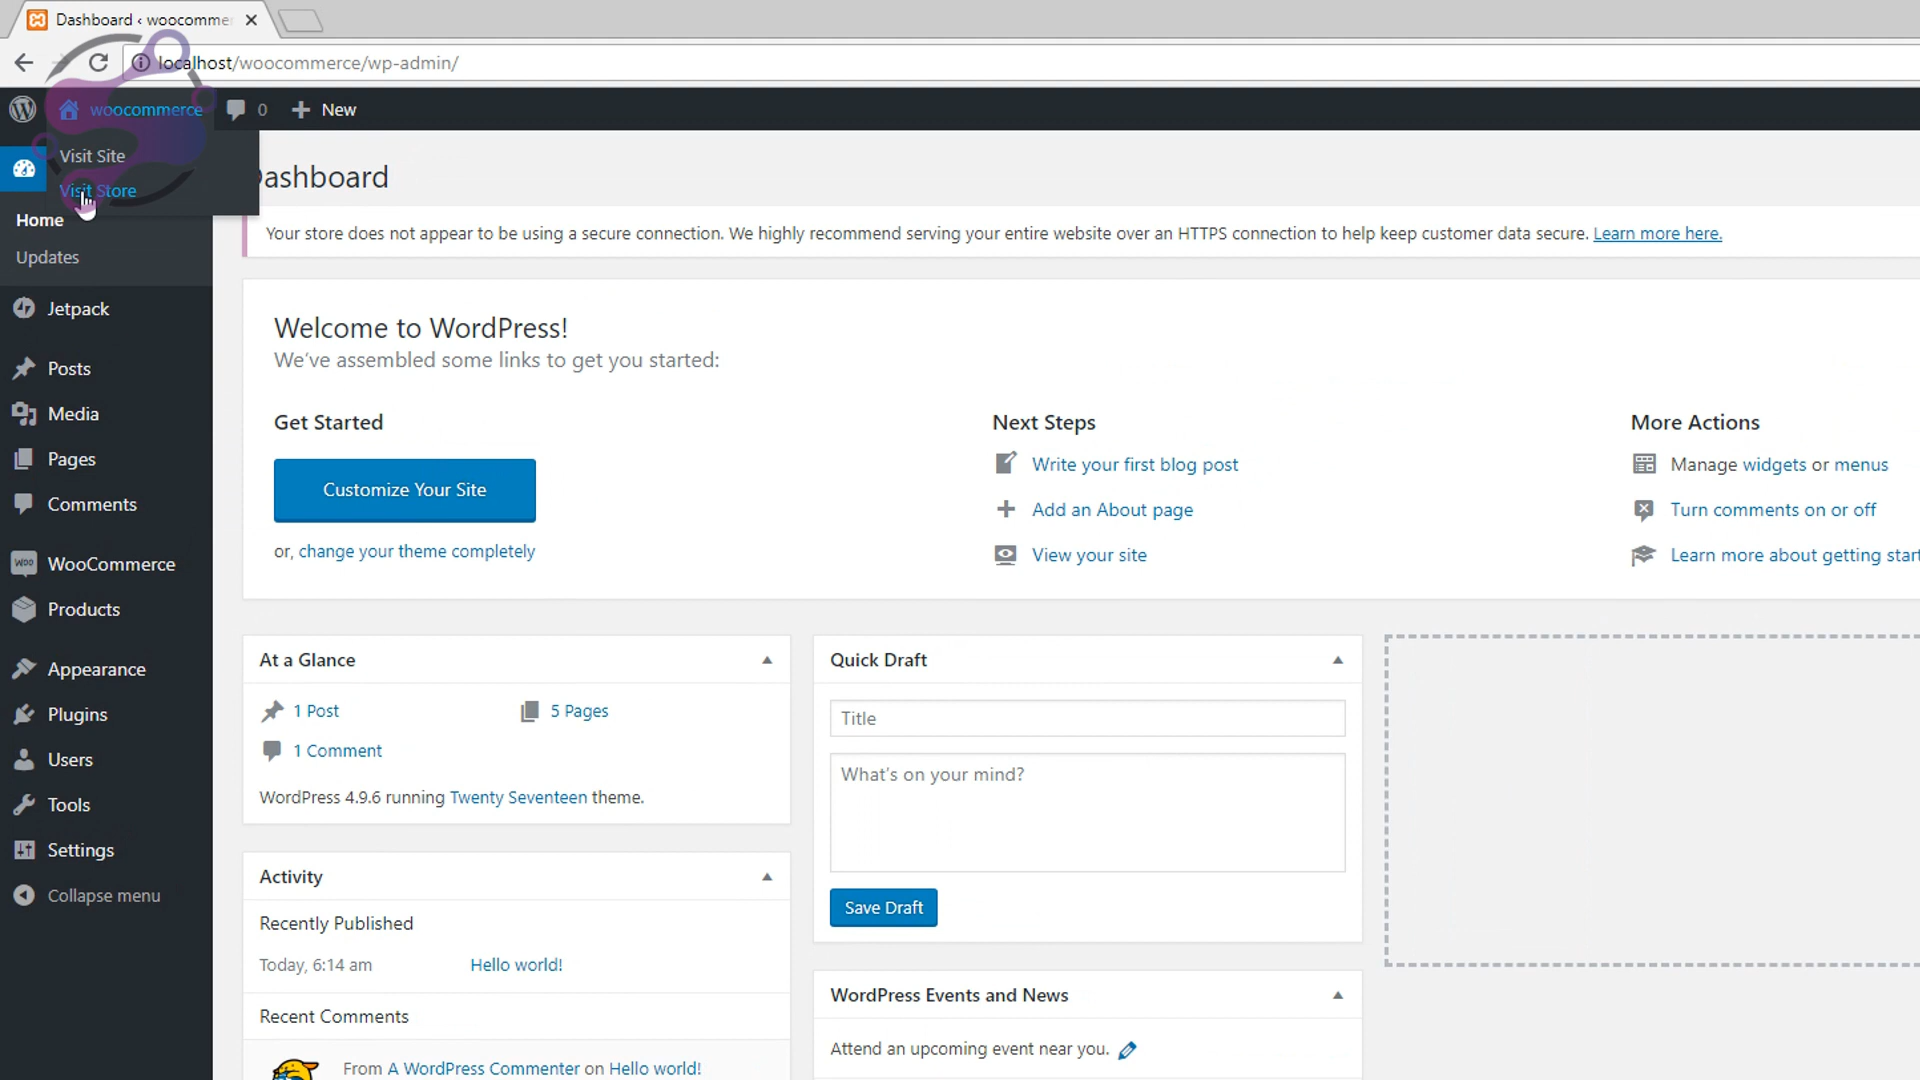 Dashboard ‹ woocommer
localhost/woocommerce/wp-admin/
woocommerce 0 New
Visit Site
Visit Store
Home
Updates
Jetpack
Posts
Media
Pages
Comments
WooCommerce
Products
Appearance
Plugins
Users
Tools
Settings
Collapse menu
ashboard
Your store does not appear to be using a secure connection. We highly recommend serving your entire website over an HTTPS connection to help keep customer data secure. Learn more here.
Welcome to WordPress!
We've assembled some links to get you started:
Get Started
Customize Your Site
or, change your theme completely
Next Steps
Write your first blog post
Add an About page
View your site
More Actions
Manage widgets or menus
Turn comments on or off
Learn more about getting start
At a Glance
1 Post 5 Pages
1 Comment
WordPress 4.9.6 running Twenty Seventeen theme.
Activity
Recently Published
Today, 6:14 am Hello world!
Recent Comments
From A WordPress Commenter on Hello world!
Quick Draft
Title
What's on your mind?
Save Draft
WordPress Events and News
Attend an upcoming event near you.